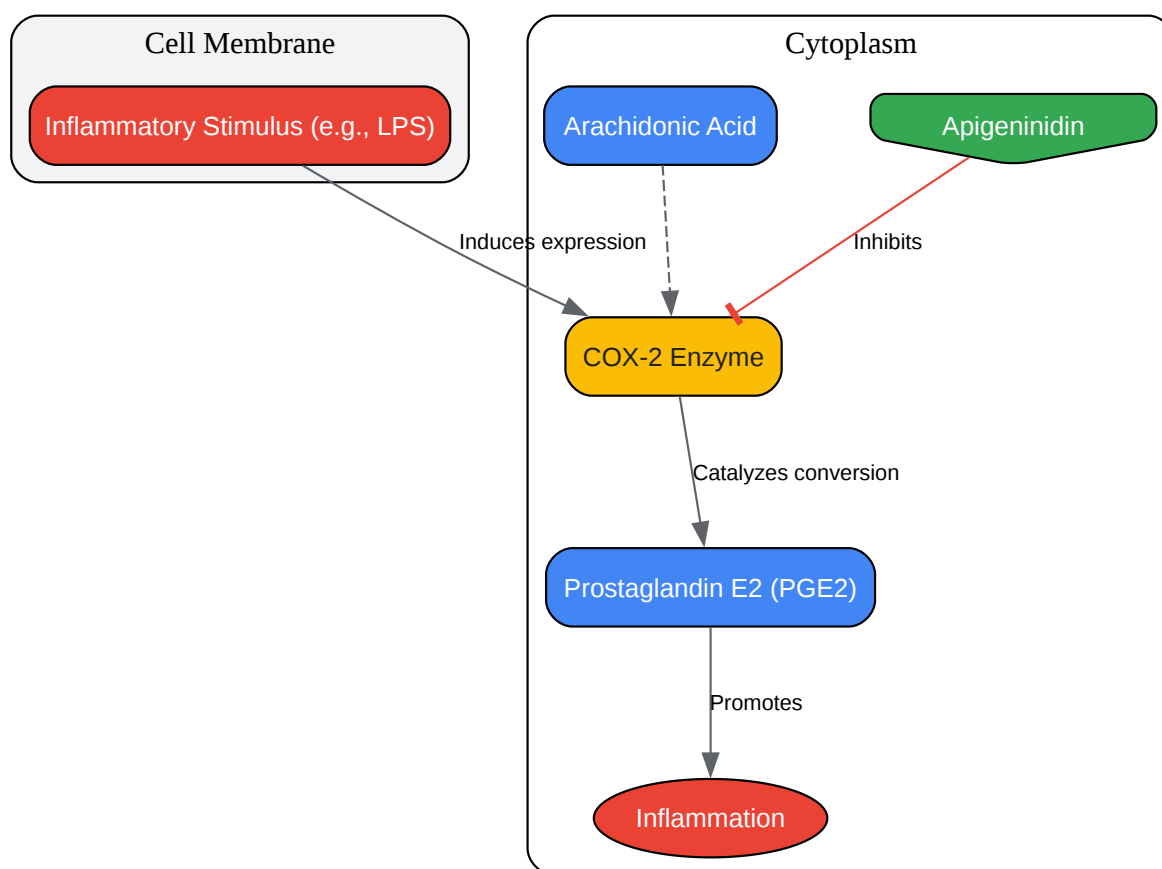 Cell Membrane
Cytoplasm
Inflammatory Stimulus (e.g., LPS)
Arachidonic Acid
Apigeninidin
Induces expression
Inhibits
COX-2 Enzyme
Catalyzes conversion
Prostaglandin E2 (PGE2)
Promotes
Inflammation